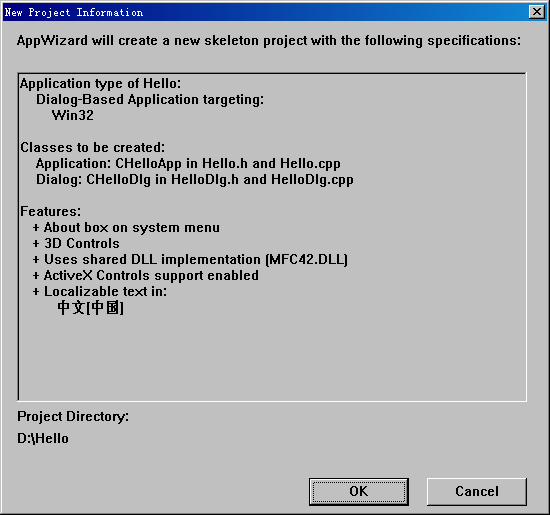 New Project Information
AppWizard will create a new skeleton project with the following specifications:
Application type of Hello:
Dialog-Based Application targeting:
Win32
Classes to be created:
Application: CHelloApp in Hello.h and Hello.cpp
Dialog: CHelloDlg in HelloDlg.h and HelloDlg.cpp
Features:
+ About box on system menu
+ 3D Controls
+ Uses shared DLL implementation (MFC42.DLL)
+ ActiveX Controls support enabled
+ Localizable text in:
中文[中国]
Project Directory:
D:\Hello
OK
Cancel